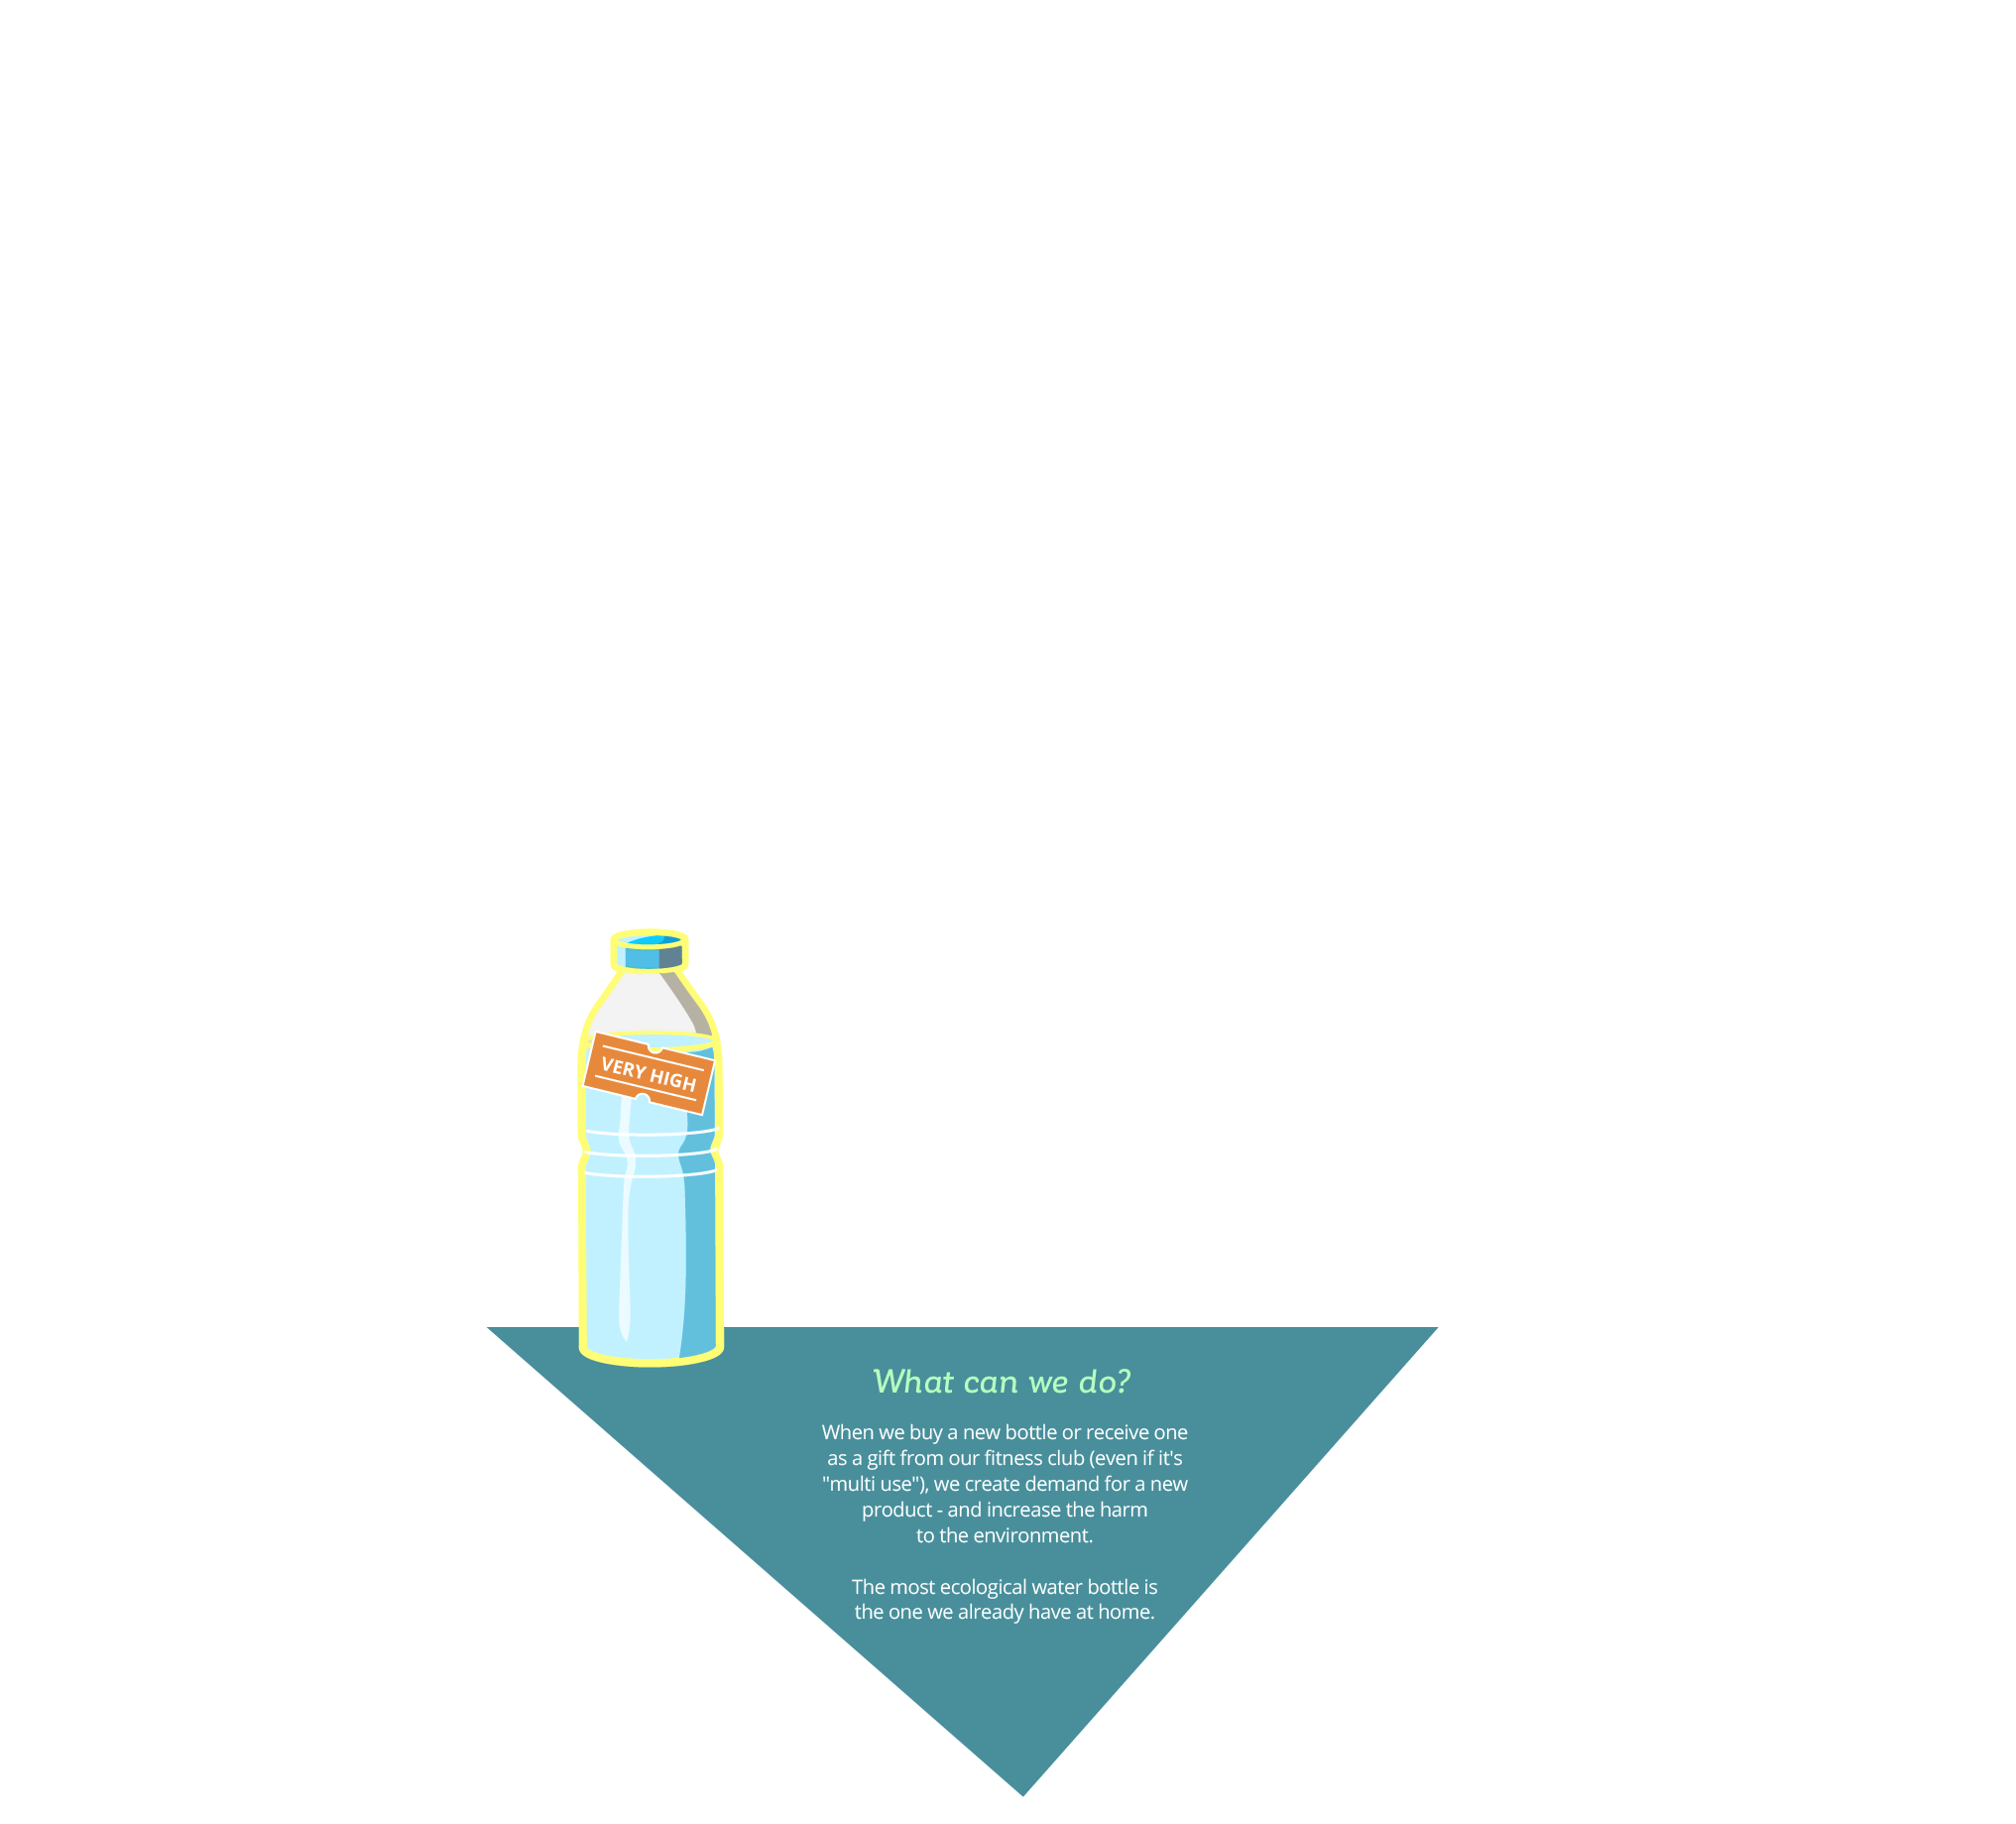 VERY HIGH
What can we do?
When we buy a new bottle or receive one
as a gift from our fitness club (even if it's
"multi use"), we create demand for a new
product - and increase the harm
to the environment.
The most ecological water bottle is
the one we already have at home.